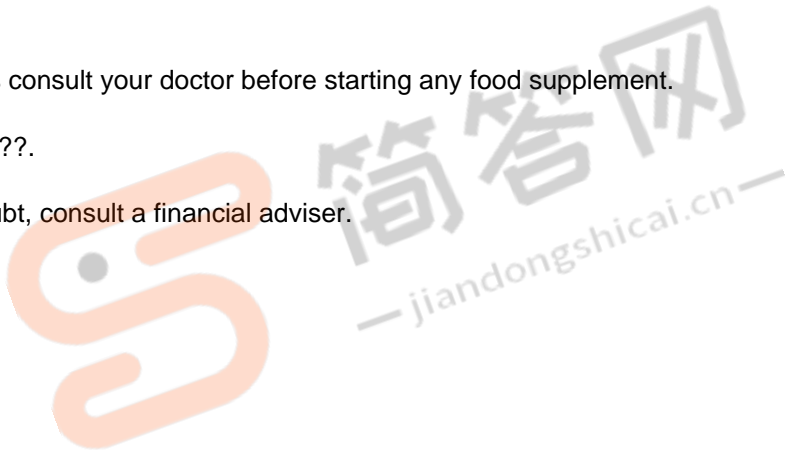 consult your doctor before starting any food supplement.
??.
bt, consult a financial adviser.
简答网
jiandongshicai.cn